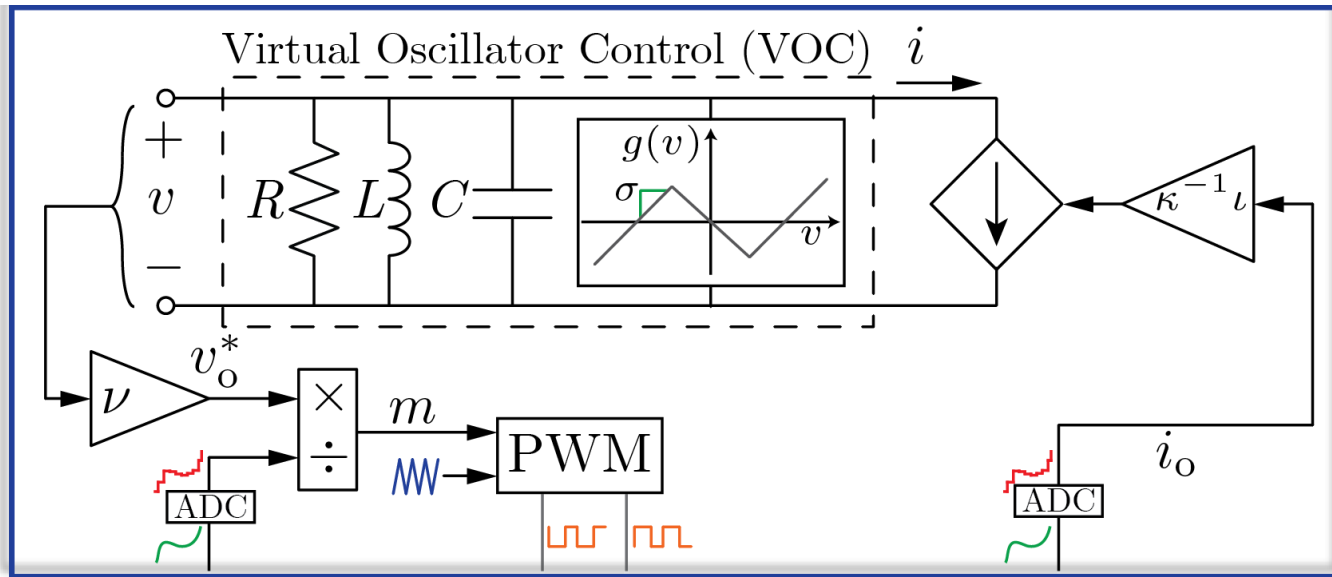 Virtual Oscillator Control (VOC)
i
+
v
−
R
L
C
g(v)
σ
v
κ⁻¹ι
ν
v*o
×
÷
m
PWM
ADC
io
ADC